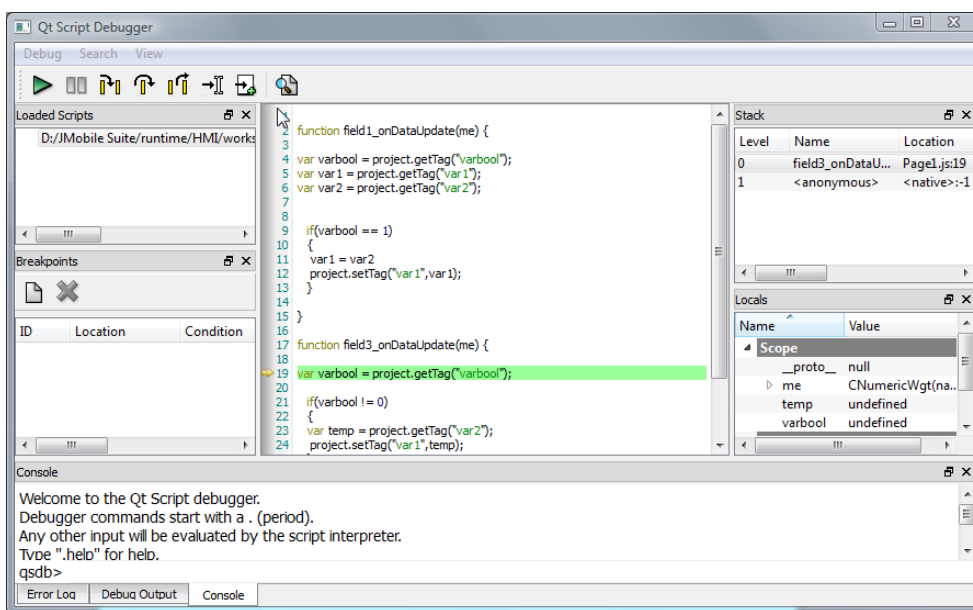 Qt Script Debugger
Debug Search View
Loaded Scripts
D:/JMobile Suite/runtime/HMI/works
Breakpoints
ID Location Condition
2 function field1_onDataUpdate(me) {
3
4 var varbool = project.getTag("varbool");
5 var var1 = project.getTag("var1");
6 var var2 = project.getTag("var2");
7
8
9 if(varbool == 1)
10 {
11 var1 = var2
12 project.setTag("var1",var1);
13 }
14
15 }
16
17 function field3_onDataUpdate(me) {
18
19 var varbool = project.getTag("varbool");
20
21 if(varbool != 0)
22 {
23 var temp = project.getTag("var2");
24 project.setTag("var1",temp);
Stack
Level Name Location
0 field3_onDataU... Page1.js:19
1 <anonymous> <native>:-1
Locals
Name Value
Scope
__proto__ null
me CNumericWgt(na..
temp undefined
varbool undefined
Console
Welcome to the Qt Script debugger.
Debugger commands start with a . (period).
Any other input will be evaluated by the script interpreter.
Type ".help" for help.
qsdb>
Error Log Debug Output Console